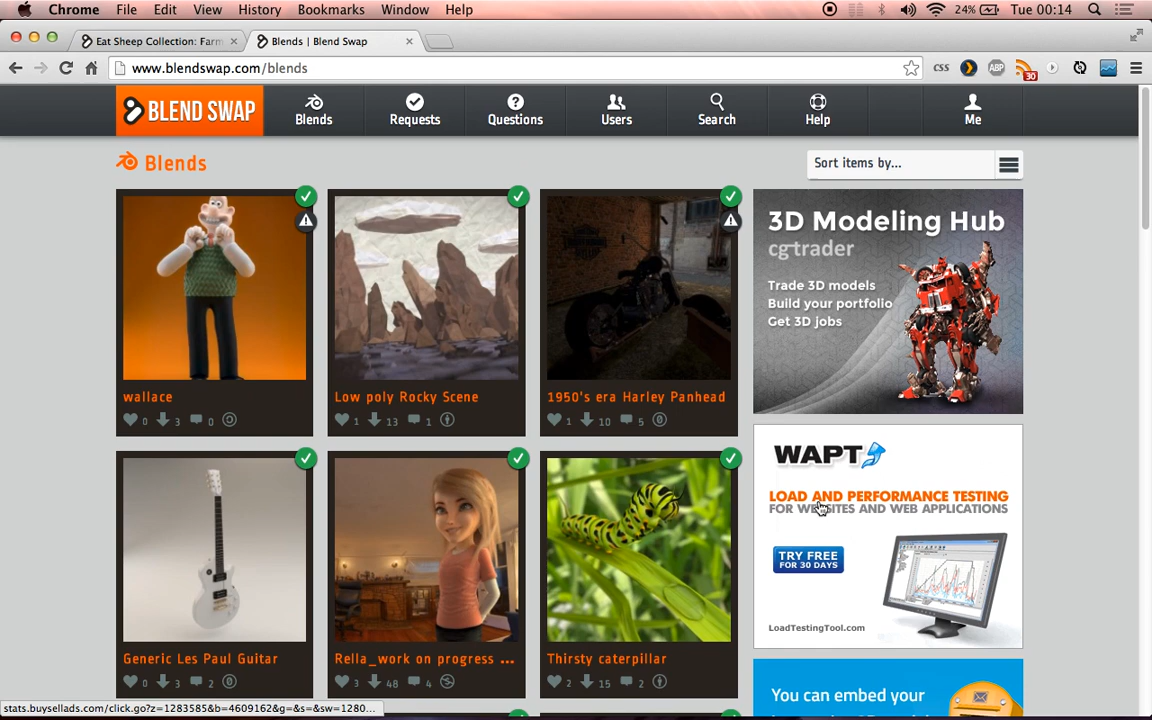 Chrome File Edit View History Bookmarks Window Help 24% Tue 00:14
Eat Sheep Collection: Farm
Blends | Blend Swap
www.blendswap.com/blends
CSS ABP 30
BLEND SWAP
Blends Requests Questions Users Search Help Me
Blends
Sort items by...
wallace
0 3 0
Low poly Rocky Scene
1 13 1
1950's era Harley Panhead
1 10 5
3D Modeling Hub
cgtrader
Trade 3D models
Build your portfolio
Get 3D jobs
WAPT
LOAD AND PERFORMANCE TESTING
FOR WEBSITES AND WEB APPLICATIONS
TRY FREE
FOR 30 DAYS
LoadTestingTool.com
Generic Les Paul Guitar
0 3 2
Rella_work on progress ...
3 48 4
Thirsty caterpillar
2 15 2
You can embed your
stats.buysellads.com/click.go?z=1283585&b=4609162&g=&s=&sw=1280...